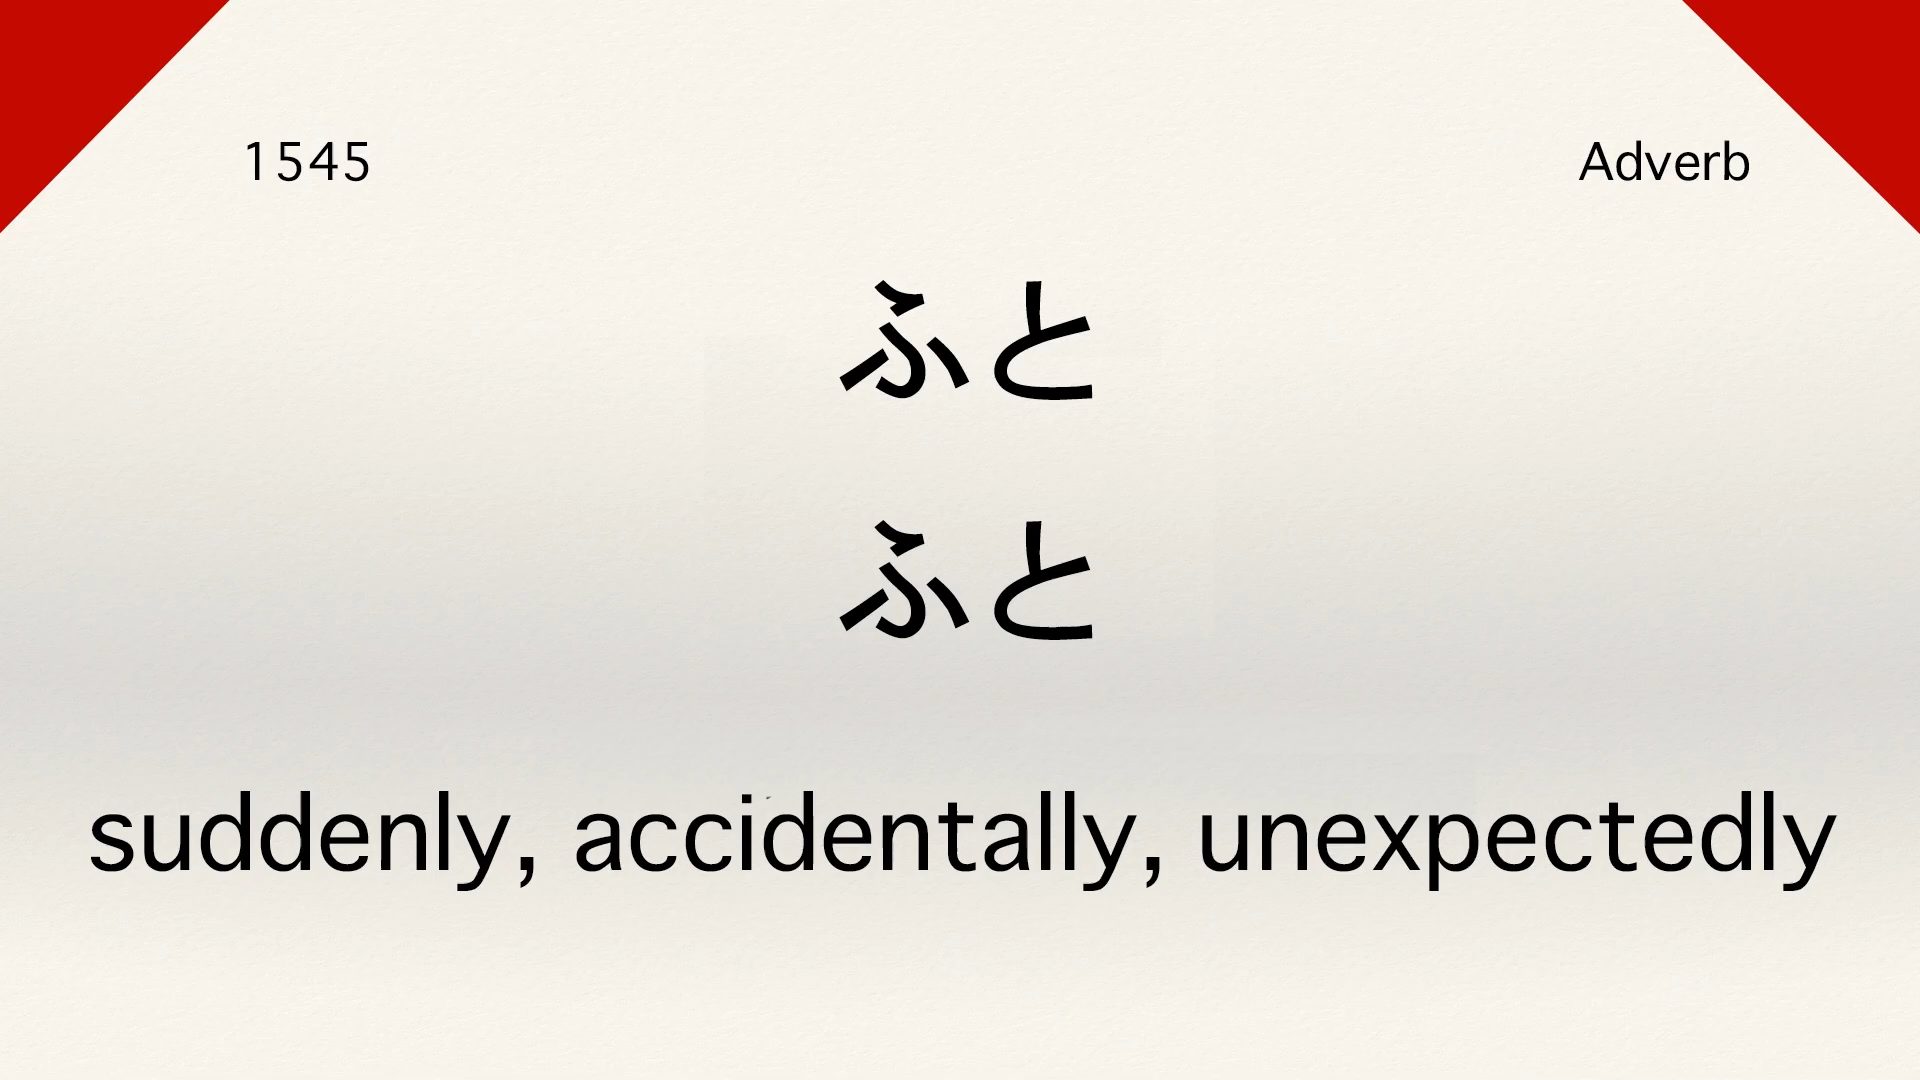 1545
Adverb
ふと
ふと
suddenly, accidentally, unexpectedly